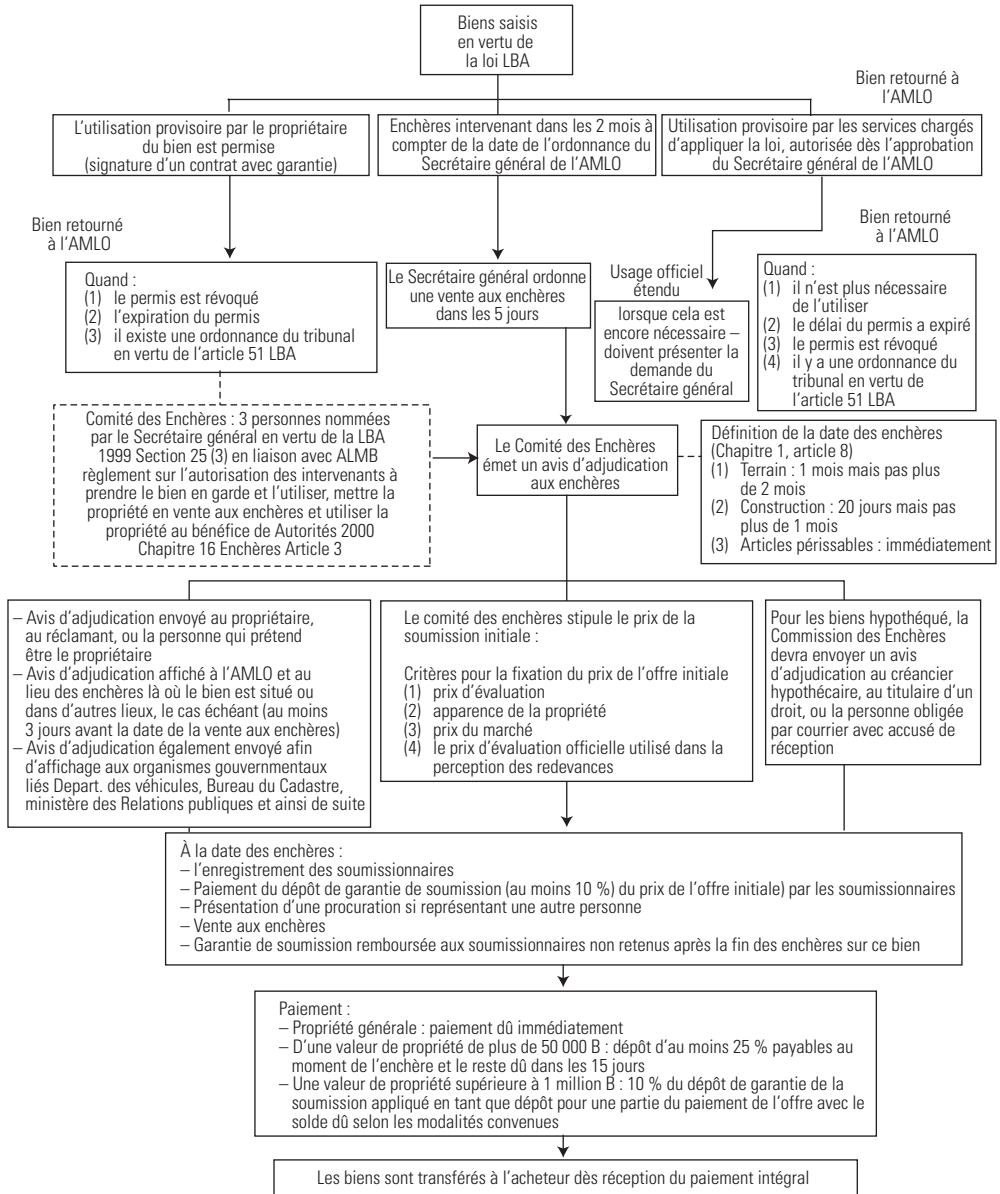 Biens saisis
en vertu de
la loi LBA
Bien retourné à
l'AMLO
L'utilisation provisoire par le propriétaire
du bien est permise
(signature d'un contrat avec garantie)
Enchères intervenant dans les 2 mois à
compter de la date de l'ordonnance du
Secrétaire général de l'AMLO
Utilisation provisoire par les services chargés
d'appliquer la loi, autorisée dès l'approbation
du Secrétaire général de l'AMLO
Bien retourné
à l'AMLO
Quand :
(1) le permis est révoqué
(2) l'expiration du permis
(3) il existe une ordonnance du tribunal
en vertu de l'article 51 LBA
Le Secrétaire général ordonne
une vente aux enchères
dans les 5 jours
Usage officiel
étendu
lorsque cela est
encore nécessaire –
doivent présenter la
demande du
Secrétaire général
Bien retourné
à l'AMLO
Quand :
(1) il n'est plus nécessaire
de l'utiliser
(2) le délai du permis a expiré
(3) le permis est révoqué
(4) il y a une ordonnance du
tribunal en vertu de
l'article 51 LBA
Comité des Enchères : 3 personnes nommées
par le Secrétaire général en vertu de la LBA
1999 Section 25 (3) en liaison avec ALMB
règlement sur l'autorisation des intervenants à
prendre le bien en garde et l'utiliser, mettre la
propriété en vente aux enchères et utiliser la
propriété au bénéfice de Autorités 2000
Chapitre 16 Enchères Article 3
Le Comité des Enchères
émet un avis d'adjudication
aux enchères
Définition de la date des enchères
(Chapitre 1, article 8)
(1) Terrain : 1 mois mais pas plus
de 2 mois
(2) Construction : 20 jours mais pas
plus de 1 mois
(3) Articles périssables : immédiatement
– Avis d'adjudication envoyé au propriétaire,
au réclamant, ou la personne qui prétend
être le propriétaire
– Avis d'adjudication affiché à l'AMLO et au
lieu des enchères là où le bien est situé ou
dans d'autres lieux, le cas échéant (au moins
3 jours avant la date de la vente aux enchères)
– Avis d'adjudication également envoyé afin
d'affichage aux organismes gouvernementaux
liés Depart. des véhicules, Bureau du Cadastre,
ministère des Relations publiques et ainsi de suite
Le comité des enchères stipule le prix de la
soumission initiale :
Critères pour la fixation du prix de l'offre initiale
(1) prix d'évaluation
(2) apparence de la propriété
(3) prix du marché
(4) le prix d'évaluation officielle utilisé dans la
perception des redevances
Pour les biens hypothéqué, la
Commission des Enchères
devra envoyer un avis
d'adjudication au créancier
hypothécaire, au titulaire d'un
droit, ou la personne obligée
par courrier avec accusé de
réception
À la date des enchères :
– l'enregistrement des soumissionnaires
– Paiement du dépôt de garantie de soumission (au moins 10 %) du prix de l'offre initiale) par les soumissionnaires
– Présentation d'une procuration si représentant une autre personne
– Vente aux enchères
– Garantie de soumission remboursée aux soumissionnaires non retenus après la fin des enchères sur ce bien
Paiement :
– Propriété générale : paiement dû immédiatement
– D'une valeur de propriété de plus de 50 000 B : dépôt d'au moins 25 % payables au
moment de l'enchère et le reste dû dans les 15 jours
– Une valeur de propriété supérieure à 1 million B : 10 % du dépôt de garantie de la
soumission appliqué en tant que dépôt pour une partie du paiement de l'offre avec le
solde dû selon les modalités convenues
Les biens sont transférés à l'acheteur dès réception du paiement intégral